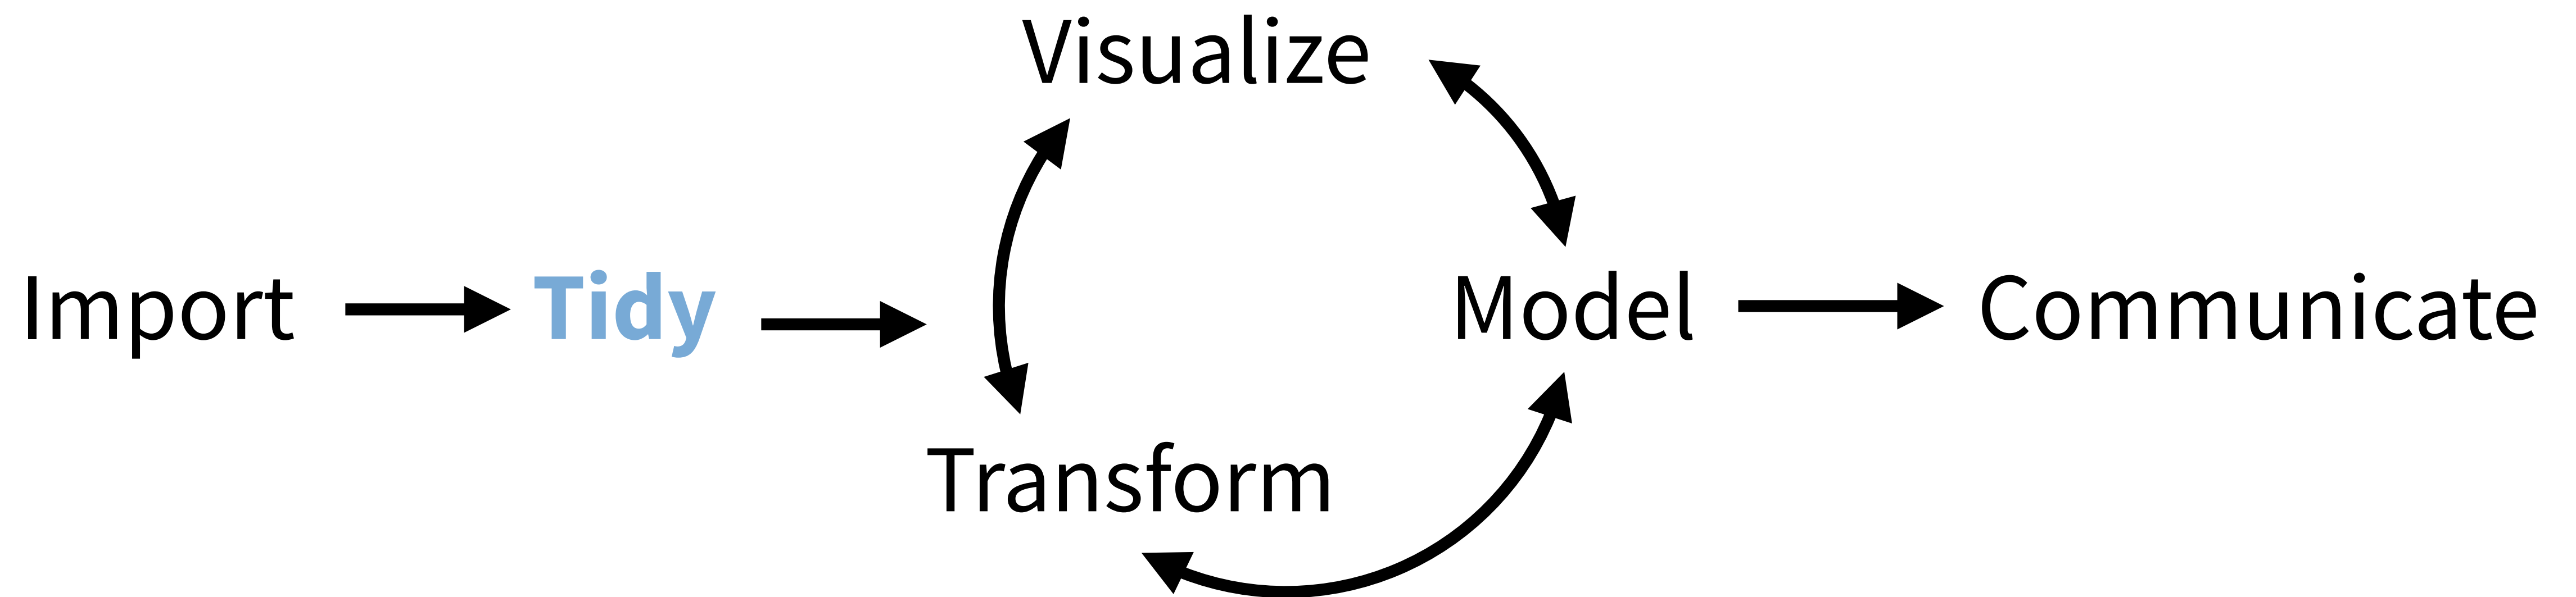 Visualize
Import
Tidy
Model
Communicate
Transform